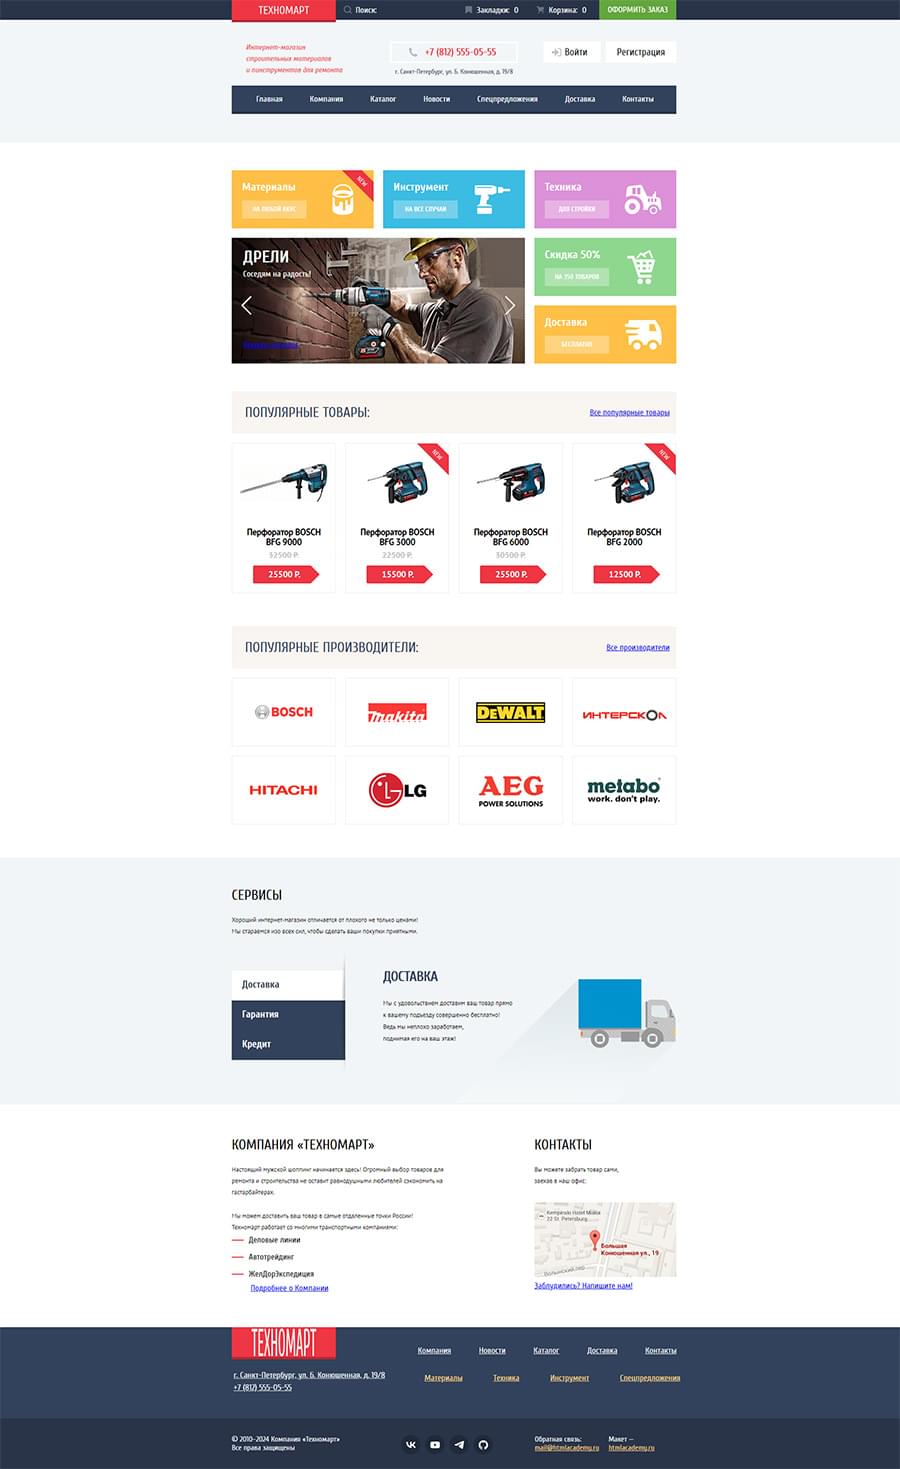 ТЕХНОМАРТ
Поиск:
Закладки: 0
Корзина: 0
ОФОРМИТЬ ЗАКАЗ
Интернет-магазин
строительных материалов
и пинструментов для ремонта
+7 (812) 555-05-55
г. Санкт-Петербург, ул. Б. Конюшенная, д. 19/8
Войти
Регистрация
Главная
Компания
Каталог
Новости
Спецпредложения
Доставка
Контакты
Материалы
НА ЛЮБОЙ ВКУС
NEW
Инструмент
НА ВСЕ СЛУЧАИ
Техника
ДЛЯ СТРОЙКИ
ДРЕЛИ
Соседям на радость!
Скидка 50%
НА 350 ТОВАРОВ
Доставка
БЕСПЛАТНО
ПОПУЛЯРНЫЕ ТОВАРЫ:
Все популярные товары
Перфоратор BOSCH
BFG 9000
32500 Р.
25500 Р.
NEW
Перфоратор BOSCH
BFG 3000
22500 Р.
15500 Р.
Перфоратор BOSCH
BFG 6000
30500 Р.
25500 Р.
NEW
Перфоратор BOSCH
BFG 2000
12500 Р.
ПОПУЛЯРНЫЕ ПРОИЗВОДИТЕЛИ:
Все производители
BOSCH
makita
DEWALT
ИНТЕРСКОЛ
HITACHI
LG
AEG
POWER SOLUTIONS
metabo
work. don't play.
СЕРВИСЫ
Хороший интернет-магазин отличается от плохого не только ценами!
Мы стараемся изо всех сил, чтобы сделать ваши покупки приятными.
Доставка
Гарантия
Кредит
ДОСТАВКА
Мы с удовольствием доставим ваш товар прямо
к вашему подъезду совершенно бесплатно!
Ведь мы неплохо заработаем,
поднимая его на ваш этаж!
КОМПАНИЯ «ТЕХНОМАРТ»
Настоящий мужской шоппинг начинается здесь! Огромный выбор товаров для
ремонта и строительства не оставит равнодушными любителей сэкономить на
гастарбайтерах.
Мы можем доставить ваш товар в самые отдаленные точки России!
Техномарт работает со многими транспортными компаниями:
Деловые линии
Автотрейдинг
ЖелДорЭкспедиция
Подробнее о Компании
КОНТАКТЫ
Вы можете забрать товар сами,
заехав в наш офис:
Kempinski Hotel Moika
22 St. Petersburg
Большая
Конюшенная ул., 19
Волынский пер
Заблудились? Напишите нам!
ТЕХНОМАРТ
г. Санкт-Петербург, ул. Б. Конюшенная, д. 19/8
+7 (812) 555-05-55
Компания
Новости
Каталог
Доставка
Контакты
Материалы
Техника
Инструмент
Спецпредложения
© 2010–2024 Компания «Техномарт»
Все права защищены
Обратная связь:
mail@htmlacademy.ru
Макет —
htmlacademy.ru